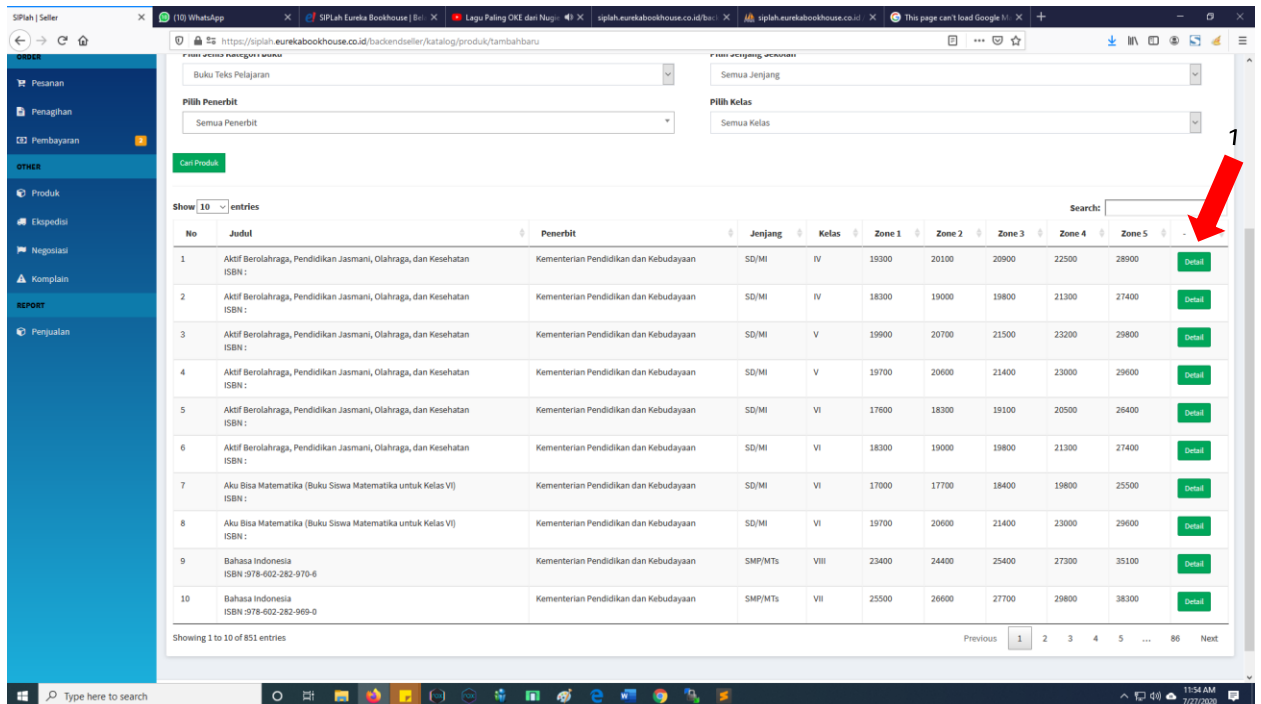 SIPlah | Seller
(10) WhatsApp
SIPLah Eureka Bookhouse | Bel
Lagu Paling OKE dari Nugie
siplah.eurekabookhouse.co.id/bac
siplah.eurekabookhouse.co.id
This page can't load Google M
https://siplah.eurekabookhouse.co.id/backendseller/katalog/produk/tambahbaru
ORDER
Pesanan
Penagihan
Pembayaran
OTHER
Produk
Ekspedisi
Negosiasi
Komplain
REPORT
Penjualan
Pilih Jenis Kategori Buku
Pilih Jenjang Sekolah
Buku Teks Pelajaran
Semua Jenjang
Pilih Penerbit
Pilih Kelas
Semua Penerbit
Semua Kelas
1
Cari Produk
Show 10 entries
Search:
No Judul Penerbit Jenjang Kelas Zone 1 Zone 2 Zone 3 Zone 4 Zone 5 -
1 Aktif Berolahraga, Pendidikan Jasmani, Olahraga, dan Kesehatan Kementerian Pendidikan dan Kebudayaan SD/MI IV 19300 20100 20900 22500 28900 Detail
ISBN :
2 Aktif Berolahraga, Pendidikan Jasmani, Olahraga, dan Kesehatan Kementerian Pendidikan dan Kebudayaan SD/MI IV 18300 19000 19800 21300 27400 Detail
ISBN :
3 Aktif Berolahraga, Pendidikan Jasmani, Olahraga, dan Kesehatan Kementerian Pendidikan dan Kebudayaan SD/MI V 19900 20700 21500 23200 29800 Detail
ISBN :
4 Aktif Berolahraga, Pendidikan Jasmani, Olahraga, dan Kesehatan Kementerian Pendidikan dan Kebudayaan SD/MI V 19700 20600 21400 23000 29600 Detail
ISBN :
5 Aktif Berolahraga, Pendidikan Jasmani, Olahraga, dan Kesehatan Kementerian Pendidikan dan Kebudayaan SD/MI VI 17600 18300 19100 20500 26400 Detail
ISBN :
6 Aktif Berolahraga, Pendidikan Jasmani, Olahraga, dan Kesehatan Kementerian Pendidikan dan Kebudayaan SD/MI VI 18300 19000 19800 21300 27400 Detail
ISBN :
7 Aku Bisa Matematika (Buku Siswa Matematika untuk Kelas VI) Kementerian Pendidikan dan Kebudayaan SD/MI VI 17000 17700 18400 19800 25500 Detail
ISBN :
8 Aku Bisa Matematika (Buku Siswa Matematika untuk Kelas VI) Kementerian Pendidikan dan Kebudayaan SD/MI VI 19700 20600 21400 23000 29600 Detail
ISBN :
9 Bahasa Indonesia Kementerian Pendidikan dan Kebudayaan SMP/MTs VIII 23400 24400 25400 27300 35100 Detail
ISBN :978-602-282-970-6
10 Bahasa Indonesia Kementerian Pendidikan dan Kebudayaan SMP/MTs VII 25500 26600 27700 29800 38300 Detail
ISBN :978-602-282-969-0
Showing 1 to 10 of 851 entries
Previous 1 2 3 4 5 ... 86 Next
Type here to search
11:54 AM
7/27/2020